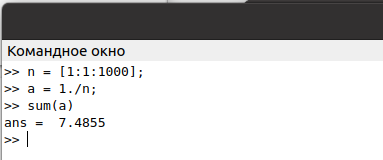 Командное окно
>> n = [1:1:1000];
>> a = 1./n;
>> sum(a)
ans =  7.4855
>>